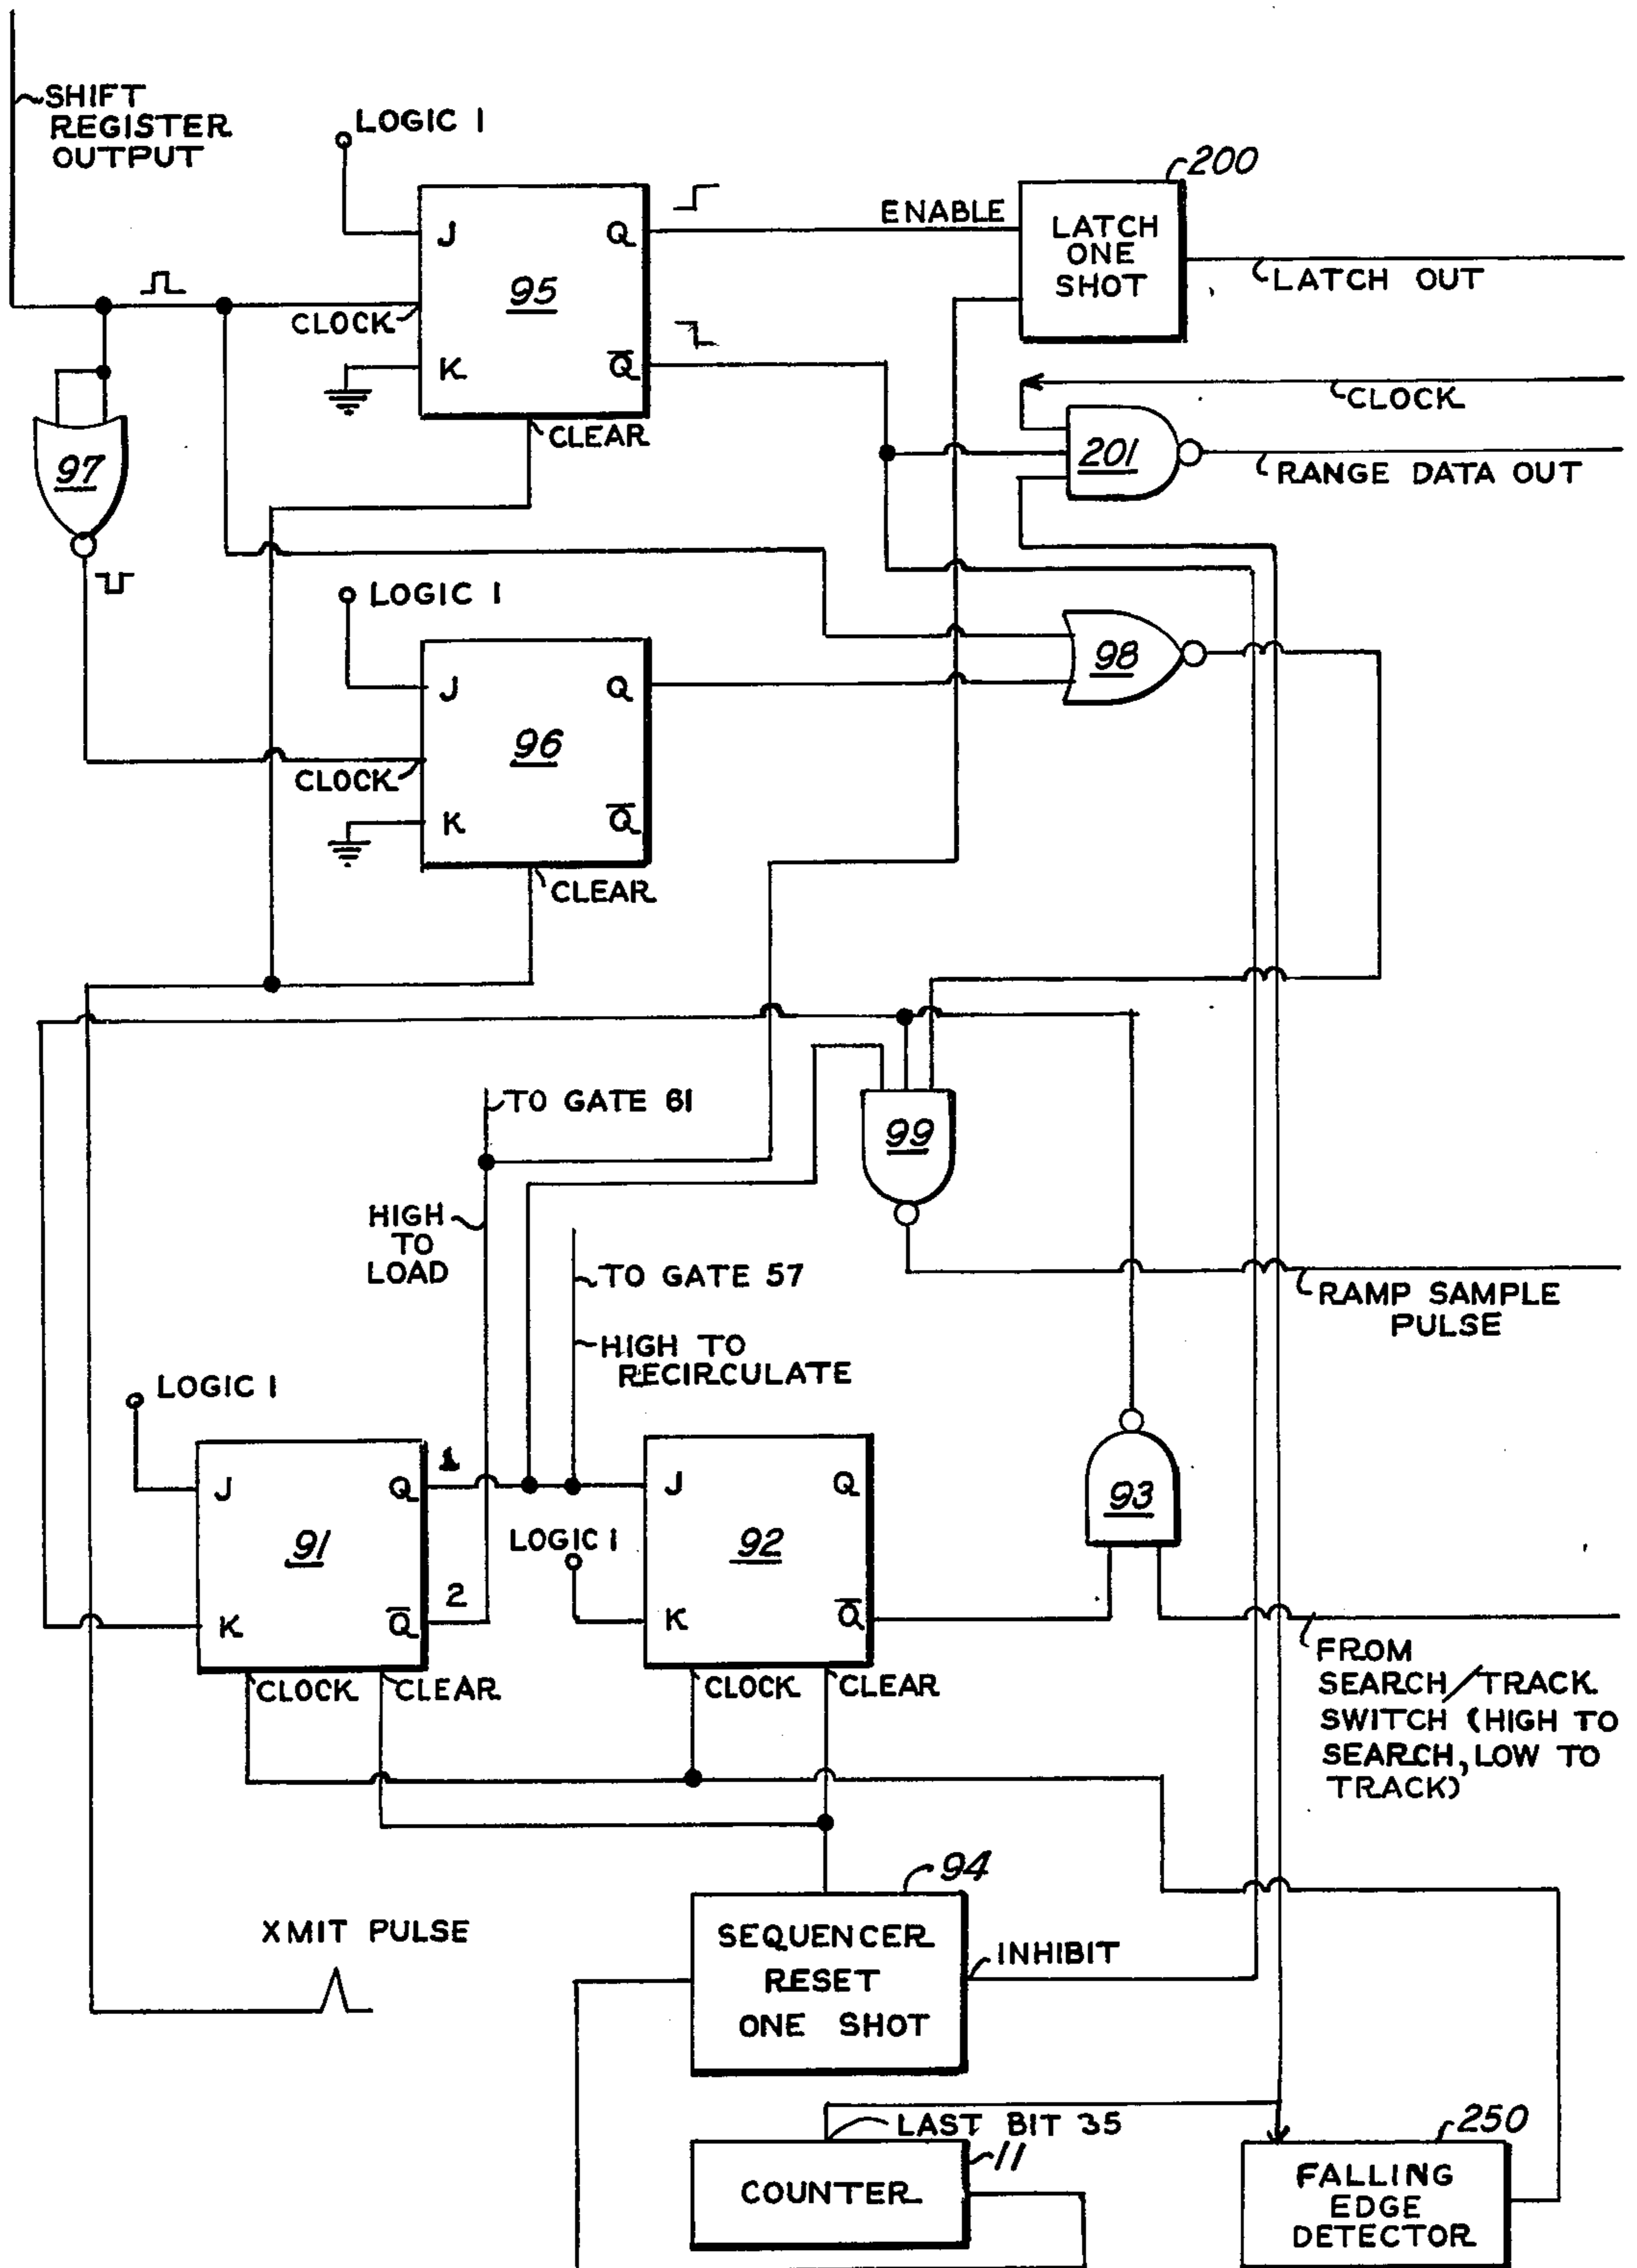 SHIFT
REGISTER
OUTPUT
LOGIC 1
J
Q
95
CLOCK
K
Q̅
CLEAR
ENABLE
200
LATCH
ONE
SHOT
LATCH OUT
CLOCK
201
RANGE DATA OUT
97
LOGIC 1
J
Q
96
CLOCK
K
Q̅
CLEAR
98
TO GATE 61
99
HIGH
TO
LOAD
TO GATE 57
HIGH TO
RECIRCULATE
RAMP SAMPLE
PULSE
LOGIC 1
J
Q
1
91
2
K
Q̅
CLOCK
CLEAR
LOGIC 1
J
Q
92
K
Q̅
CLOCK
CLEAR
93
FROM
SEARCH/TRACK
SWITCH (HIGH TO
SEARCH, LOW TO
TRACK)
94
SEQUENCER
RESET
ONE SHOT
INHIBIT
XMIT PULSE
LAST BIT 35
11
COUNTER
250
FALLING
EDGE
DETECTOR